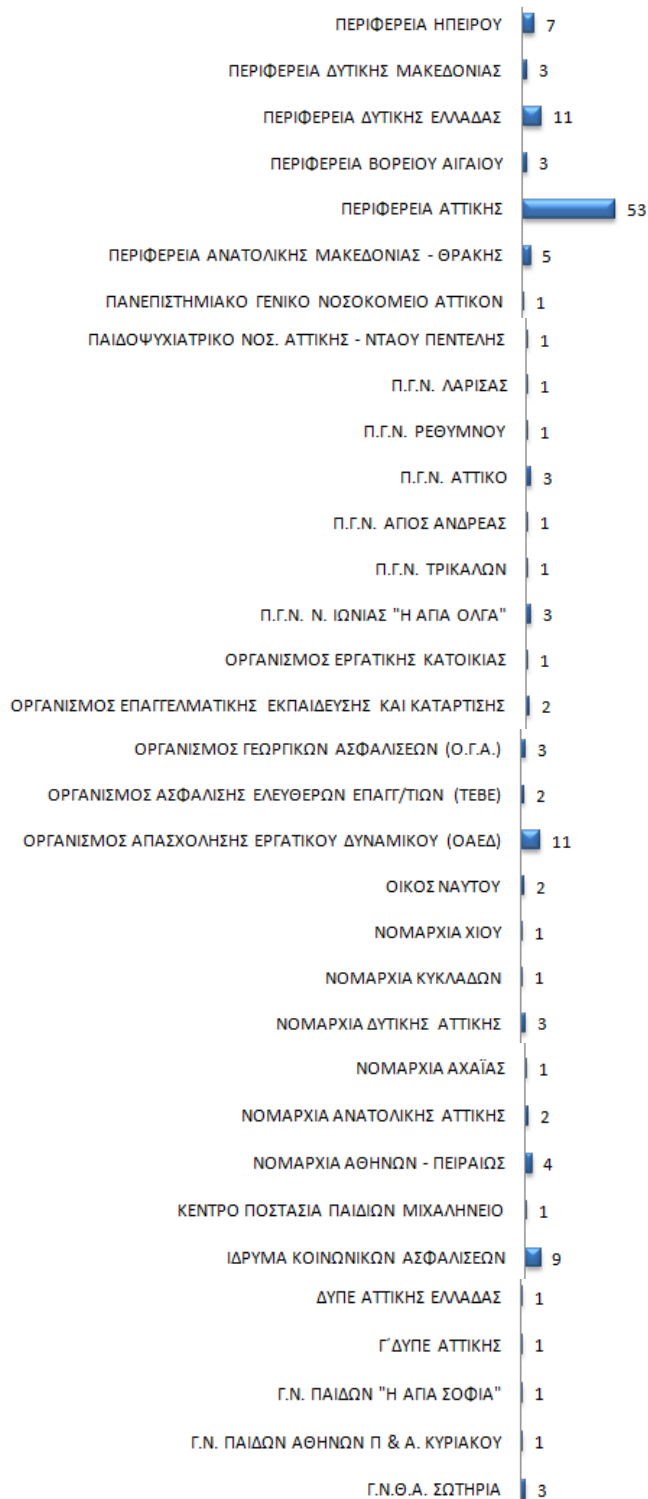 ΠΕΡΙΦΕΡΕΙΑ ΗΠΕΙΡΟΥ 7
ΠΕΡΙΦΕΡΕΙΑ ΔΥΤΙΚΗΣ ΜΑΚΕΔΟΝΙΑΣ 3
ΠΕΡΙΦΕΡΕΙΑ ΔΥΤΙΚΗΣ ΕΛΛΑΔΑΣ 11
ΠΕΡΙΦΕΡΕΙΑ ΒΟΡΕΙΟΥ ΑΙΓΑΙΟΥ 3
ΠΕΡΙΦΕΡΕΙΑ ΑΤΤΙΚΗΣ 53
ΠΕΡΙΦΕΡΕΙΑ ΑΝΑΤΟΛΙΚΗΣ ΜΑΚΕΔΟΝΙΑΣ - ΘΡΑΚΗΣ 5
ΠΑΝΕΠΙΣΤΗΜΙΑΚΟ ΓΕΝΙΚΟ ΝΟΣΟΚΟΜΕΙΟ ΑΤΤΙΚΟΝ 1
ΠΑΙΔΟΨΥΧΙΑΤΡΙΚΟ ΝΟΣ. ΑΤΤΙΚΗΣ - ΝΤΑΟΥ ΠΕΝΤΕΛΗΣ 1
Π.Γ.Ν. ΛΑΡΙΣΑΣ 1
Π.Γ.Ν. ΡΕΘΥΜΝΟΥ 1
Π.Γ.Ν. ΑΤΤΙΚΟ 3
Π.Γ.Ν. ΑΓΙΟΣ ΑΝΔΡΕΑΣ 1
Π.Γ.Ν. ΤΡΙΚΑΛΩΝ 1
Π.Γ.Ν. Ν. ΙΩΝΙΑΣ "Η ΑΓΙΑ ΟΛΓΑ" 3
ΟΡΓΑΝΙΣΜΟΣ ΕΡΓΑΤΙΚΗΣ ΚΑΤΟΙΚΙΑΣ 1
ΟΡΓΑΝΙΣΜΟΣ ΕΠΑΓΓΕΛΜΑΤΙΚΗΣ ΕΚΠΑΙΔΕΥΣΗΣ ΚΑΙ ΚΑΤΑΡΤΙΣΗΣ 2
ΟΡΓΑΝΙΣΜΟΣ ΓΕΩΡΓΙΚΩΝ ΑΣΦΑΛΙΣΕΩΝ (Ο.Γ.Α.) 3
ΟΡΓΑΝΙΣΜΟΣ ΑΣΦΑΛΙΣΗΣ ΕΛΕΥΘΕΡΩΝ ΕΠΑΓΓ/ΤΙΩΝ (ΤΕΒΕ) 2
ΟΡΓΑΝΙΣΜΟΣ ΑΠΑΣΧΟΛΗΣΗΣ ΕΡΓΑΤΙΚΟΥ ΔΥΝΑΜΙΚΟΥ (ΟΑΕΔ) 11
ΟΙΚΟΣ ΝΑΥΤΟΥ 2
ΝΟΜΑΡΧΙΑ ΧΙΟΥ 1
ΝΟΜΑΡΧΙΑ ΚΥΚΛΑΔΩΝ 1
ΝΟΜΑΡΧΙΑ ΔΥΤΙΚΗΣ ΑΤΤΙΚΗΣ 3
ΝΟΜΑΡΧΙΑ ΑΧΑΪΑΣ 1
ΝΟΜΑΡΧΙΑ ΑΝΑΤΟΛΙΚΗΣ ΑΤΤΙΚΗΣ 2
ΝΟΜΑΡΧΙΑ ΑΘΗΝΩΝ - ΠΕΙΡΑΙΩΣ 4
ΚΕΝΤΡΟ ΠΟΣΤΑΣΙΑ ΠΑΙΔΙΩΝ ΜΙΧΑΛΗΝΕΙΟ 1
ΙΔΡΥΜΑ ΚΟΙΝΩΝΙΚΩΝ ΑΣΦΑΛΙΣΕΩΝ 9
ΔΥΠΕ ΑΤΤΙΚΗΣ ΕΛΛΑΔΑΣ 1
Γ΄ΔΥΠΕ ΑΤΤΙΚΗΣ 1
Γ.Ν. ΠΑΙΔΩΝ "Η ΑΓΙΑ ΣΟΦΙΑ" 1
Γ.Ν. ΠΑΙΔΩΝ ΑΘΗΝΩΝ Π & Α. ΚΥΡΙΑΚΟΥ 1
Γ.Ν.Θ.Α. ΣΩΤΗΡΙΑ 3